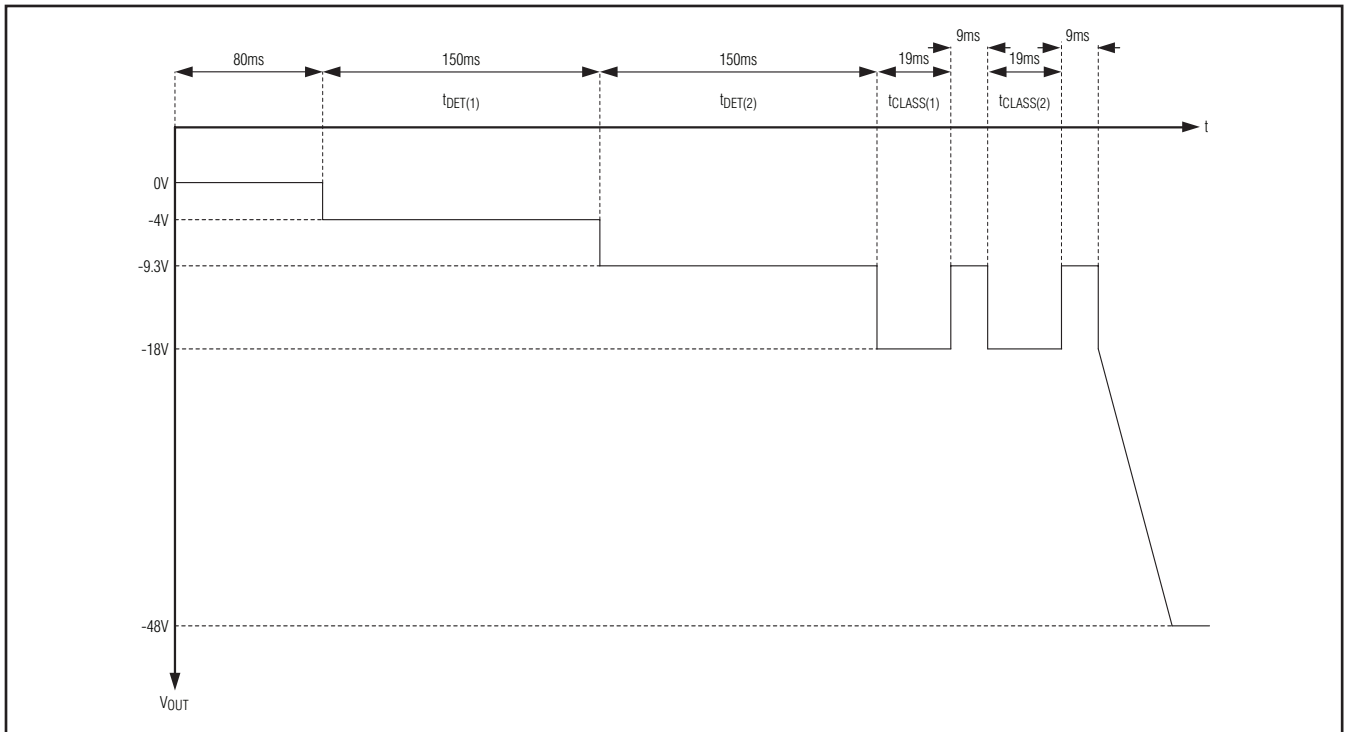 9ms 9ms
80ms 150ms 150ms 19ms 19ms
tDET(1) tDET(2) tCLASS(1) tCLASS(2)
t
0V
-4V
-9.3V
-18V
-48V
VOUT